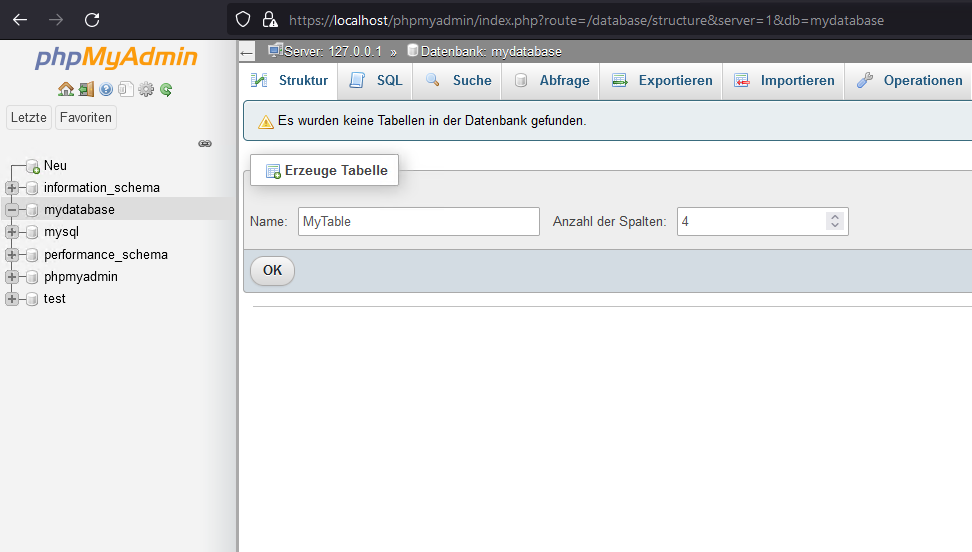 https://localhost/phpmyadmin/index.php?route=/database/structure&server=1&db=mydatabase
phpMyAdmin
Letzte Favoriten
Neu
information_schema
mydatabase
mysql
performance_schema
phpmyadmin
test
Server: 127.0.0.1 » Datenbank: mydatabase
Struktur SQL Suche Abfrage Exportieren Importieren Operationen
Es wurden keine Tabellen in der Datenbank gefunden.
Erzeuge Tabelle
Name: MyTable Anzahl der Spalten: 4
OK